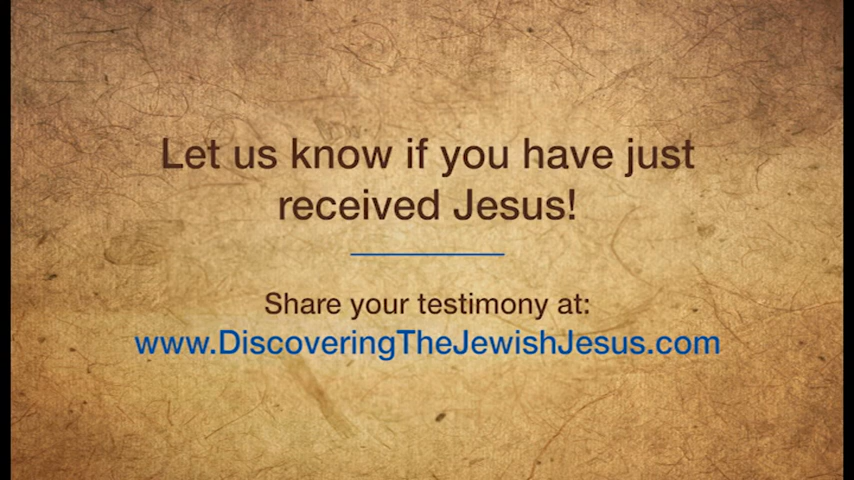 Let us know if you have just
received Jesus!
Share your testimony at:
www.DiscoveringTheJewishJesus.com